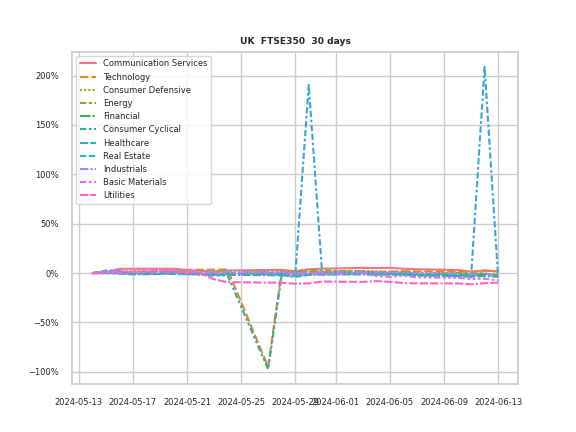 UK FTSE350 30 days
200%
150%
100%
50%
0%
−50%
−100%
Communication Services
Technology
Consumer Defensive
Energy
Financial
Consumer Cyclical
Healthcare
Real Estate
Industrials
Basic Materials
Utilities
2024-05-13 2024-05-17 2024-05-21 2024-05-25 2024-05-29 2024-06-01 2024-06-05 2024-06-09 2024-06-13